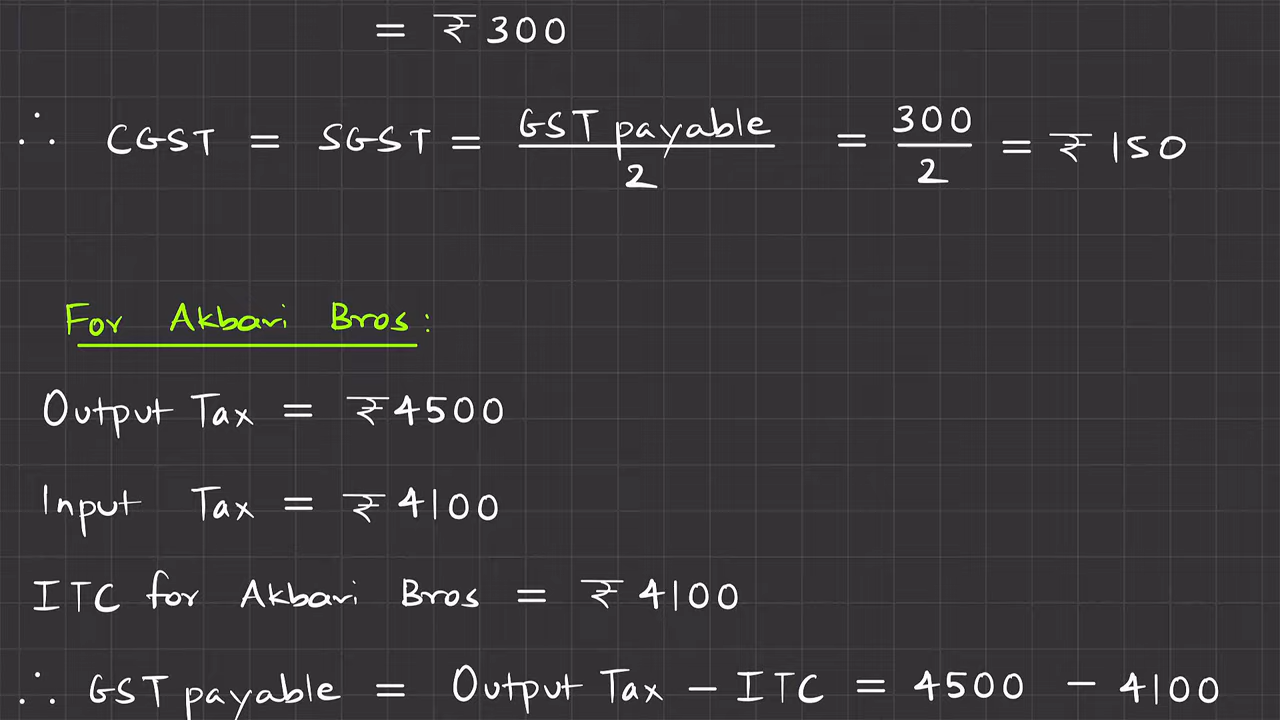 = ₹ 300
∴ CGST = SGST = GST payable / 2 = 300 / 2 = ₹ 150
For Akbari Bros:
Output Tax = ₹ 4500
Input Tax = ₹ 4100
ITC for Akbari Bros = ₹ 4100
∴ GST payable = Output Tax - ITC = 4500 - 4100